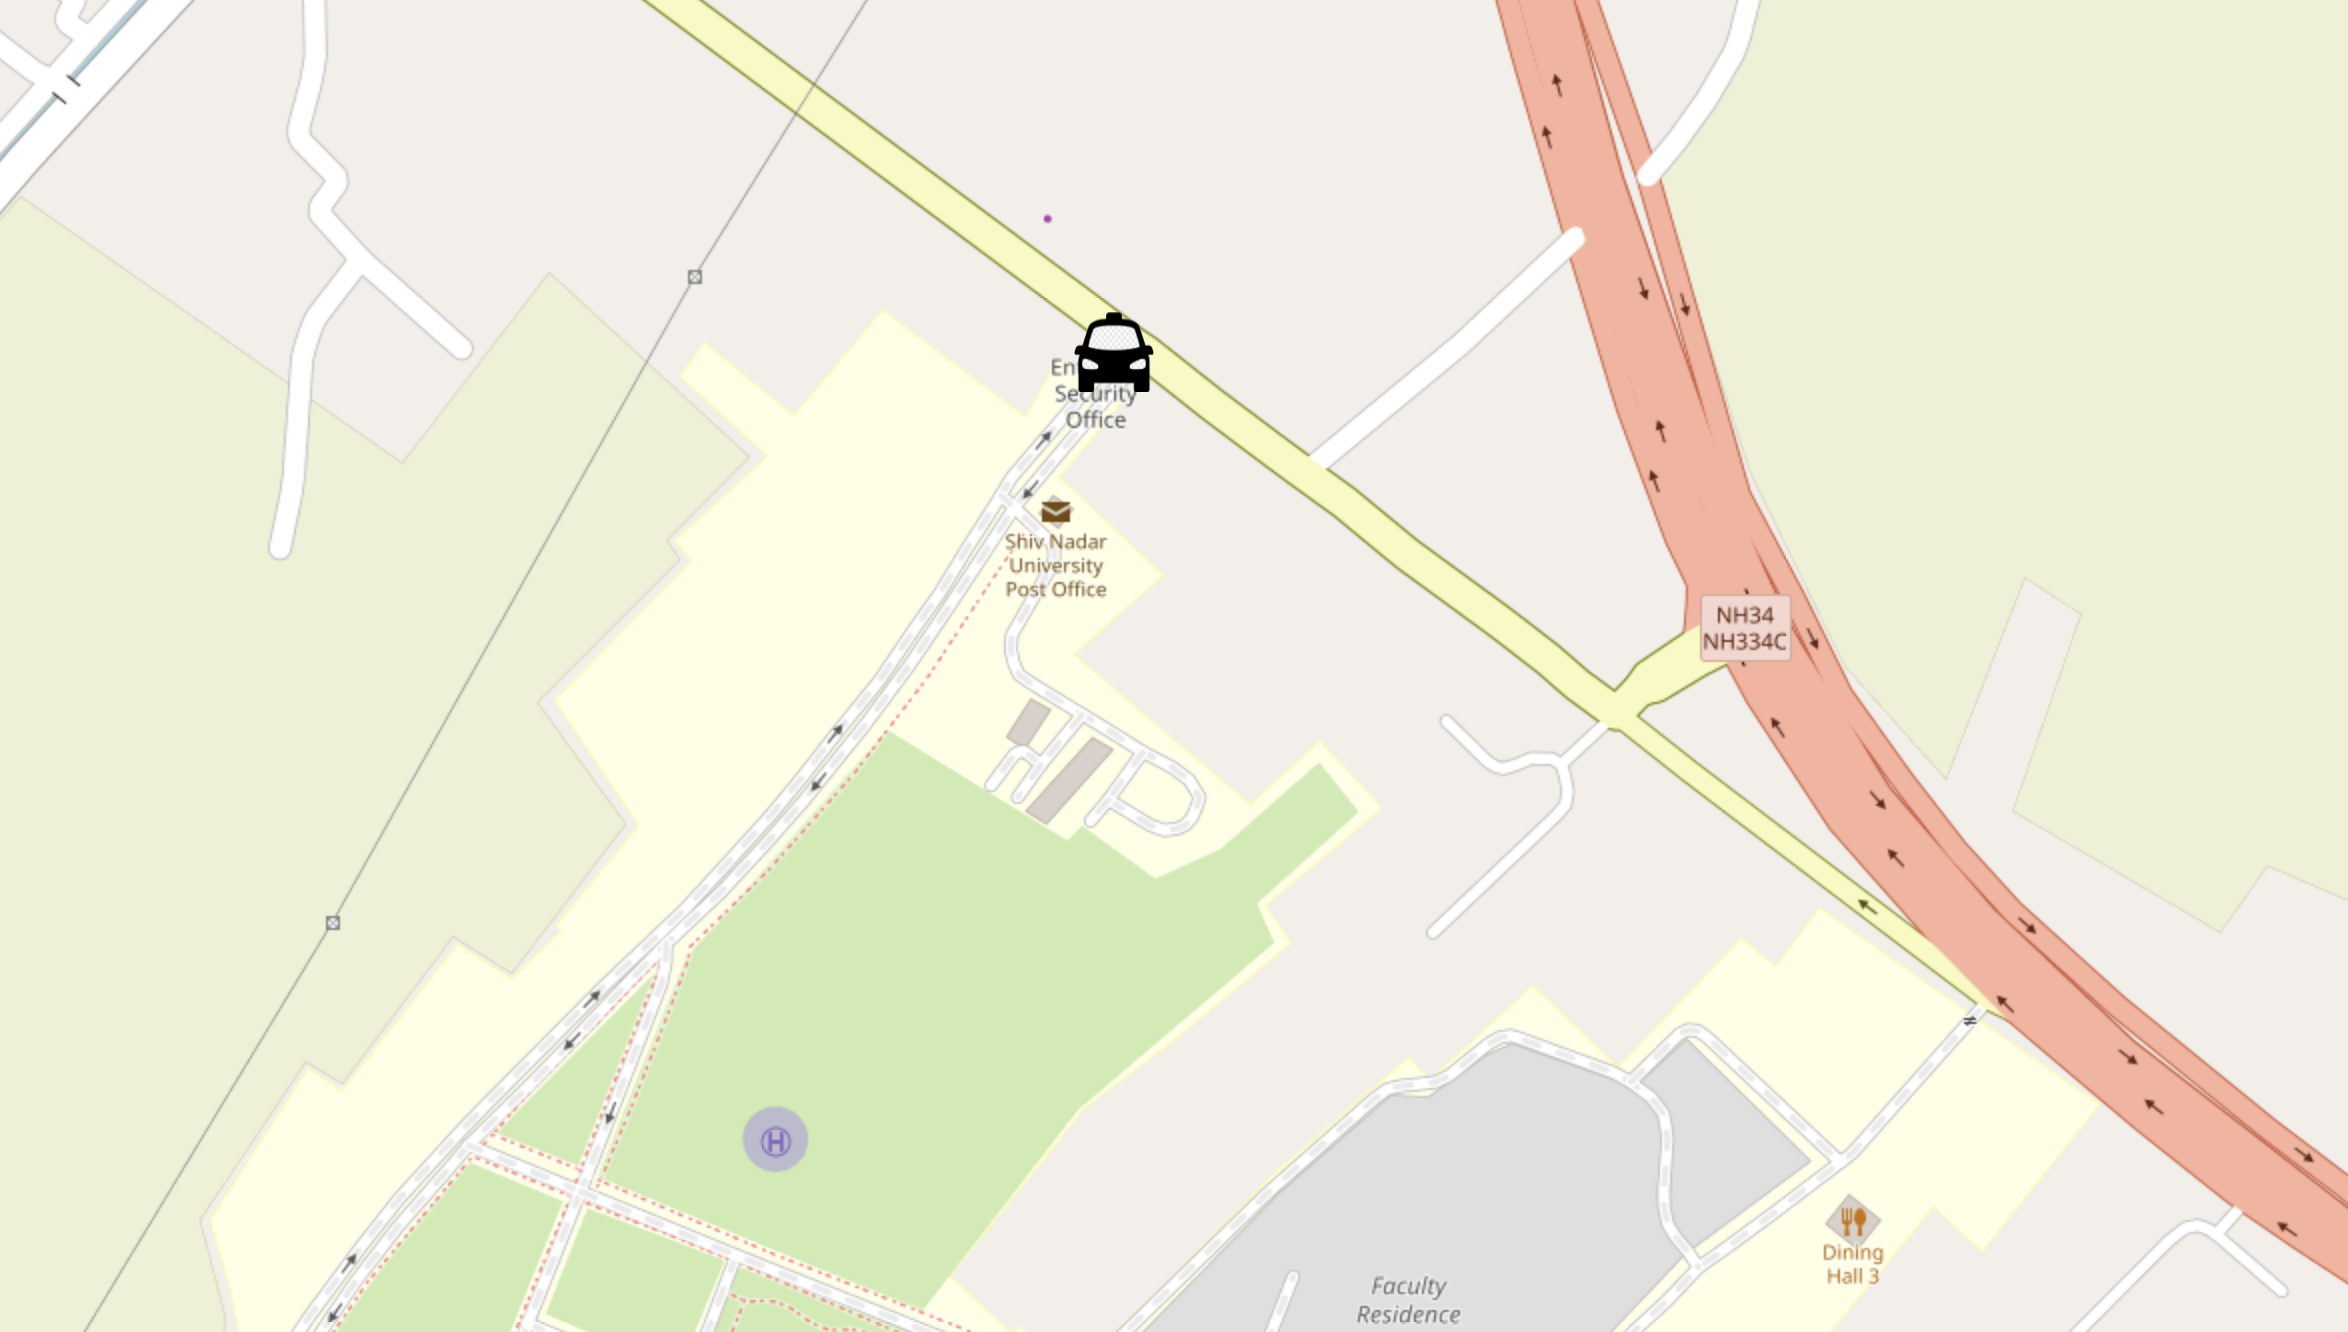 Security
Office
Shiv Nadar
University
Post Office
NH34
NH334C
H
Dining
Hall 3
Faculty
Residence